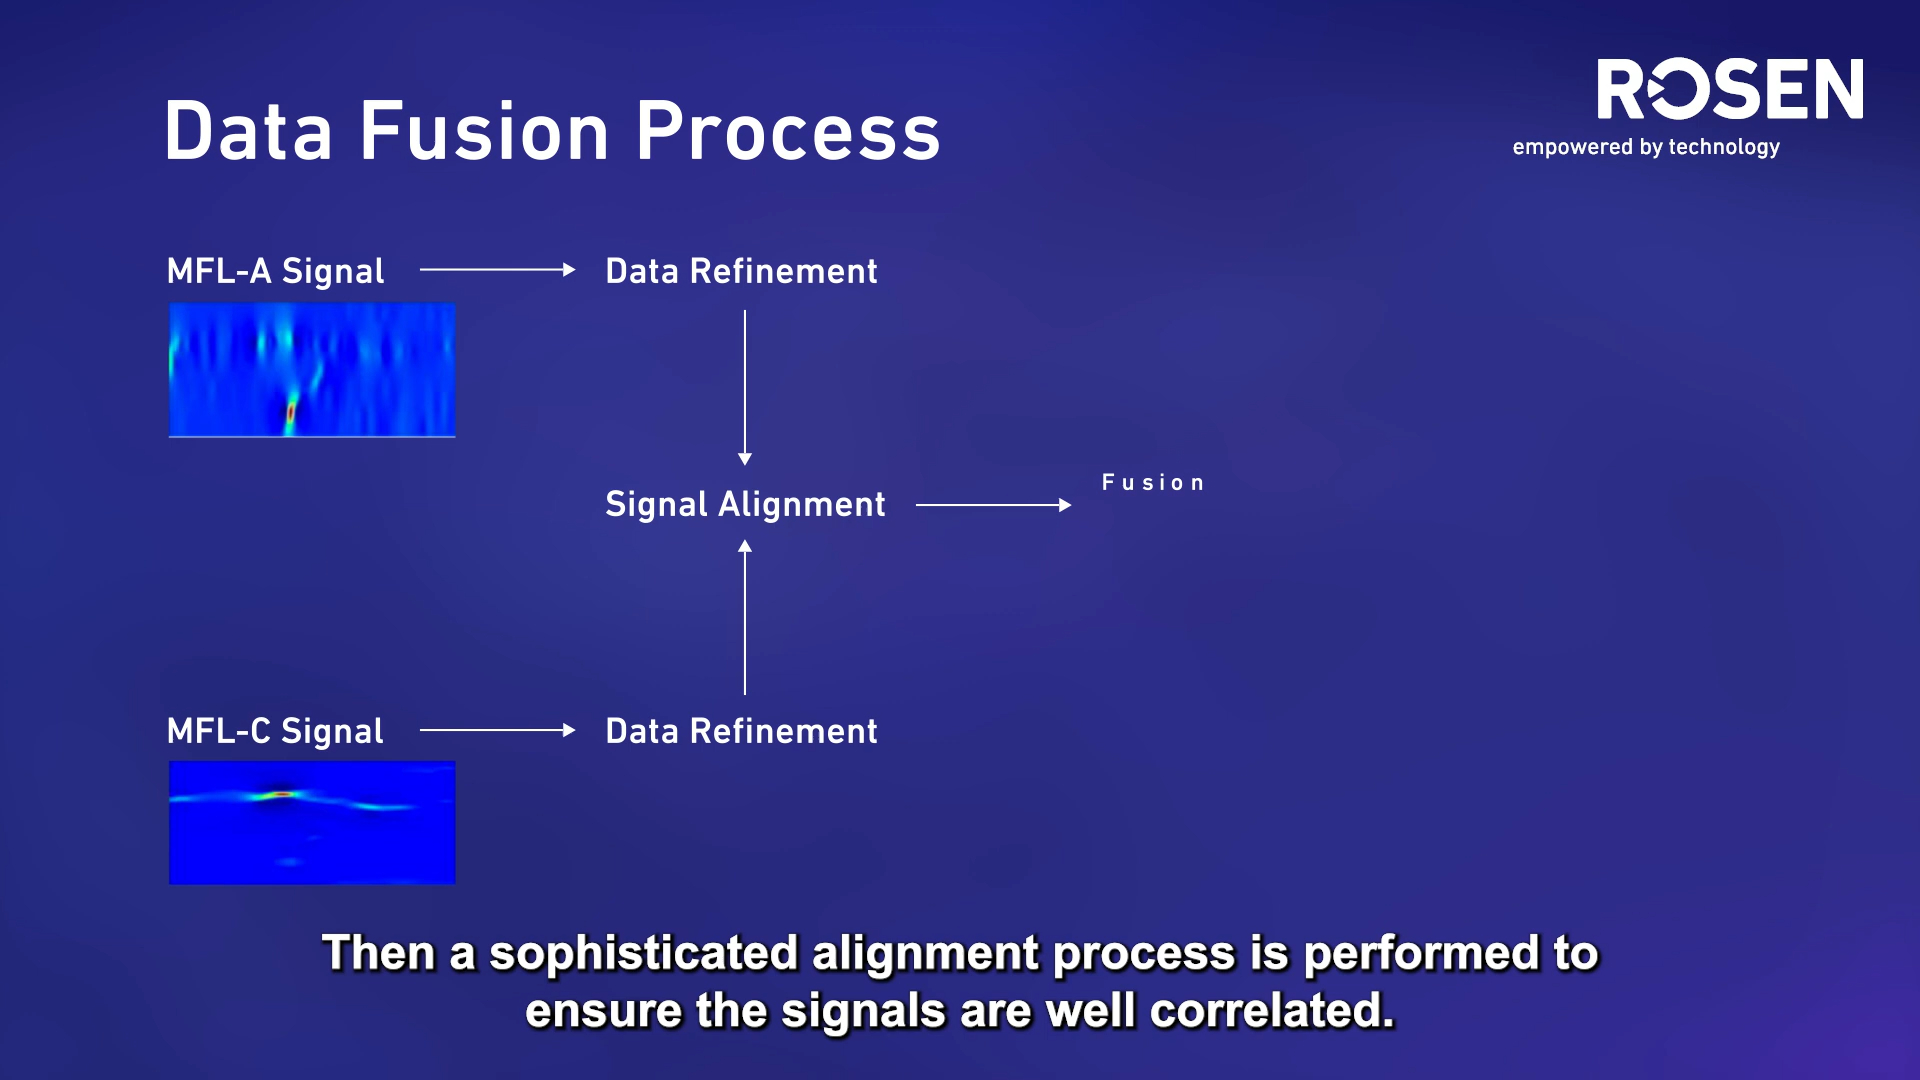 ROSEN
empowered by technology
Data Fusion Process
MFL-A Signal
Data Refinement
Signal Alignment
Fusion
MFL-C Signal
Data Refinement
Then a sophisticated alignment process is performed to
ensure the signals are well correlated.